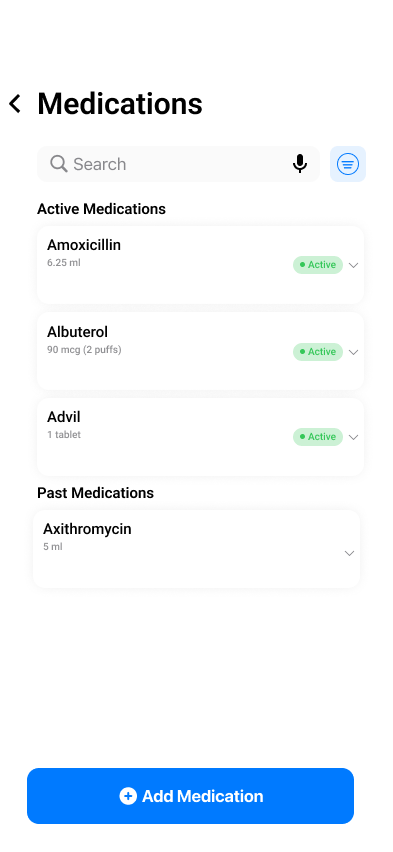 Medications
Search
Active Medications
Amoxicillin
6.25 ml
Active
Albuterol
90 mcg (2 puffs)
Active
Advil
1 tablet
Active
Past Medications
Axithromycin
5 ml
Add Medication